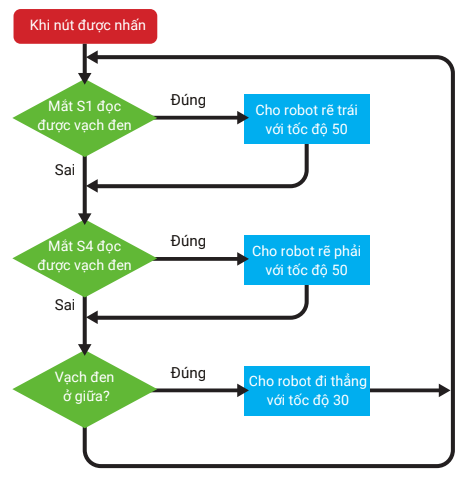 Khi nút được nhấn
Mắt S1 đọc
được vạch đen
Đúng
Cho robot rẽ trái
với tốc độ 50
Sai
Mắt S4 đọc
được vạch đen
Đúng
Cho robot rẽ phải
với tốc độ 50
Sai
Vạch đen
ở giữa?
Đúng
Cho robot đi thẳng
với tốc độ 30